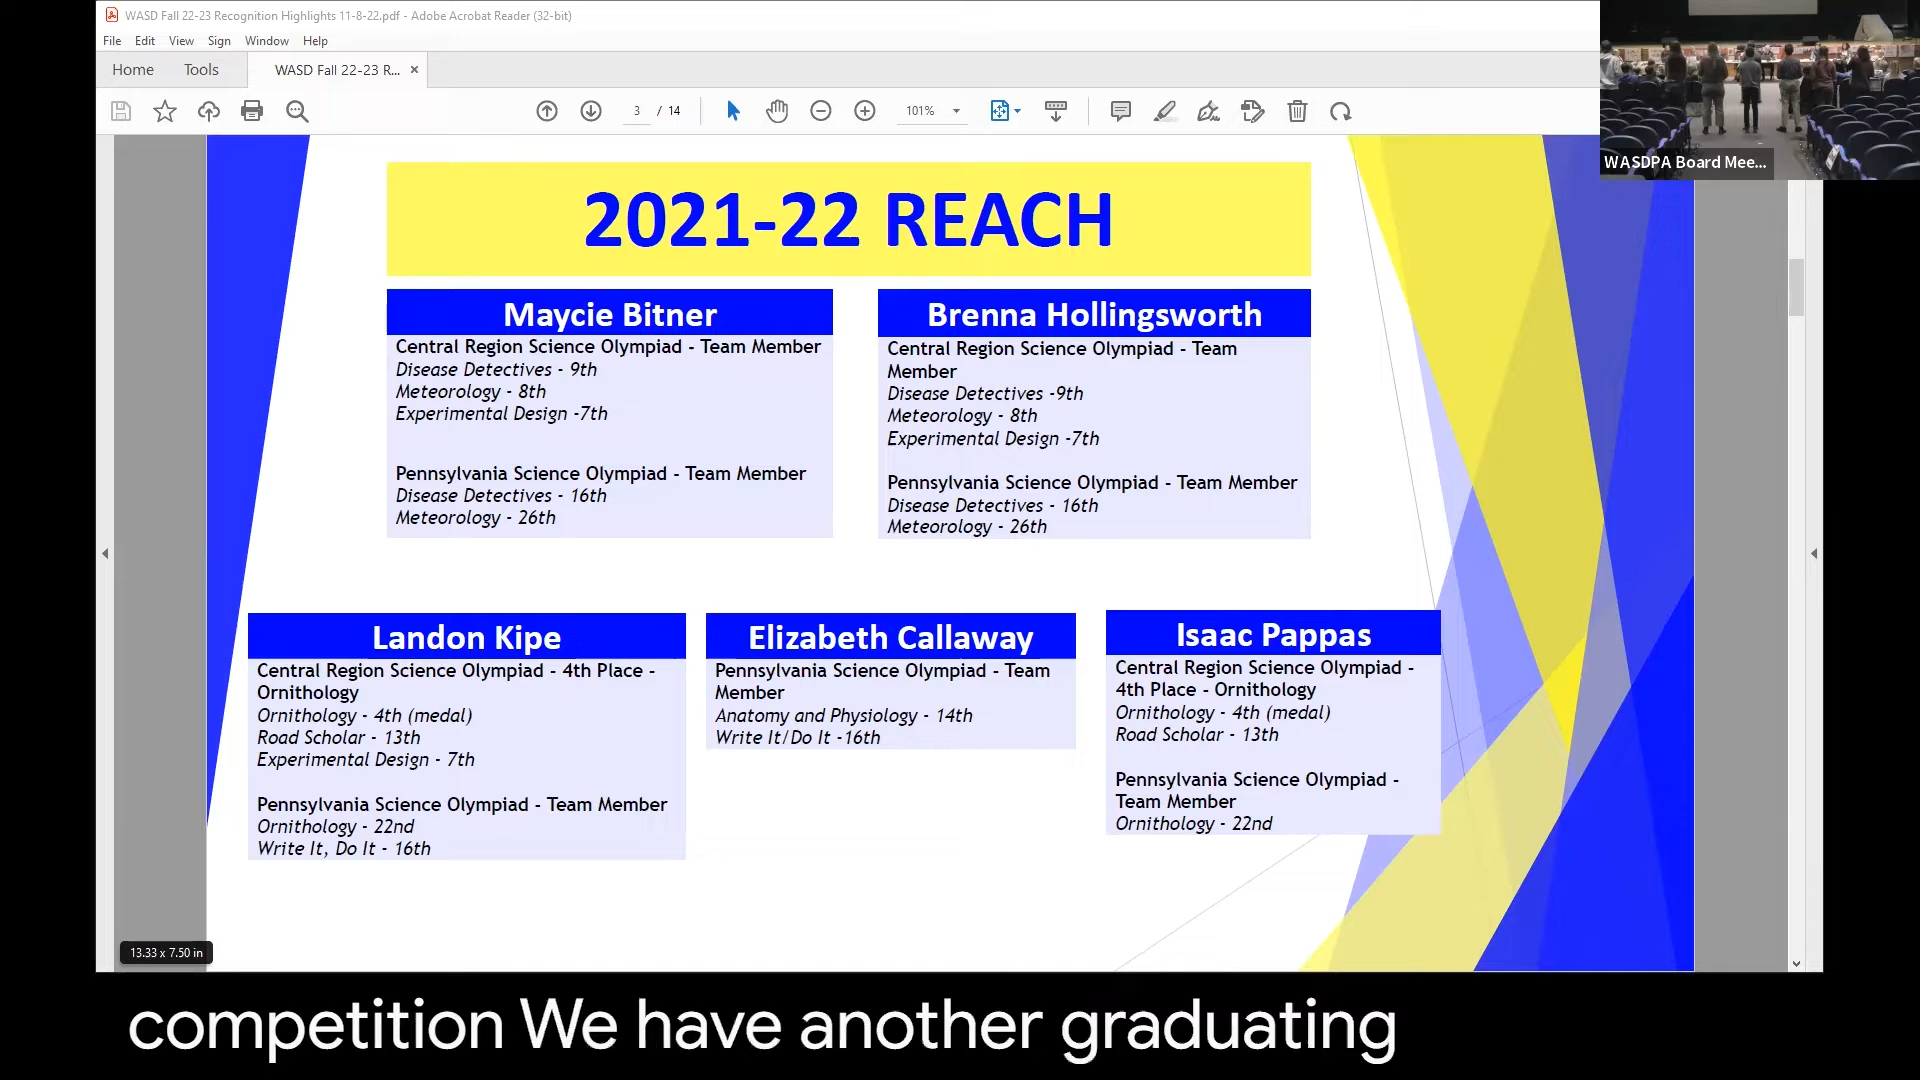 WASD Fall 22-23 Recognition Highlights 11-8-22.pdf - Adobe Acrobat Reader (32-bit)
File Edit View Sign Window Help
Home Tools WASD Fall 22-23 R... ×
3 / 14 101%
WASDPA Board Mee...
2021-22 REACH
Maycie Bitner
Central Region Science Olympiad - Team Member
Disease Detectives - 9th
Meteorology - 8th
Experimental Design -7th
Pennsylvania Science Olympiad - Team Member
Disease Detectives - 16th
Meteorology - 26th
Brenna Hollingsworth
Central Region Science Olympiad - Team
Member
Disease Detectives -9th
Meteorology - 8th
Experimental Design -7th
Pennsylvania Science Olympiad - Team Member
Disease Detectives - 16th
Meteorology - 26th
Landon Kipe
Central Region Science Olympiad - 4th Place -
Ornithology
Ornithology - 4th (medal)
Road Scholar - 13th
Experimental Design - 7th
Pennsylvania Science Olympiad - Team Member
Ornithology - 22nd
Write It, Do It - 16th
Elizabeth Callaway
Pennsylvania Science Olympiad - Team
Member
Anatomy and Physiology - 14th
Write It/Do It -16th
Isaac Pappas
Central Region Science Olympiad -
4th Place - Ornithology
Ornithology - 4th (medal)
Road Scholar - 13th
Pennsylvania Science Olympiad -
Team Member
Ornithology - 22nd
13.33 x 7.50 in
competition We have another graduating